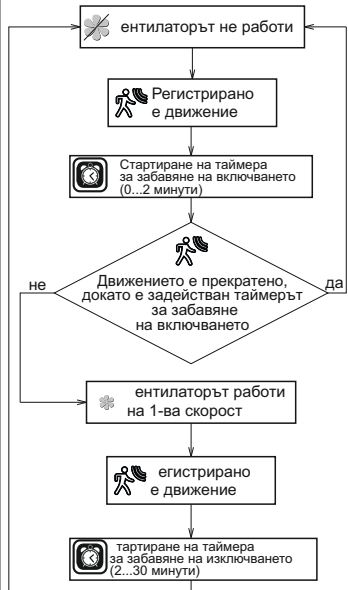 ентилаторът не работи
Регистрирано
е движение
Стартиране на таймера
за забавяне на включването
(0...2 минути)
не
да
Движението е прекратено,
докато е задействан таймерът
за забавяне
на включването
ентилаторът работи
на 1-ва скорост
егистрирано
е движение
тартиране на таймера
за забавяне на изключването
(2...30 минути)